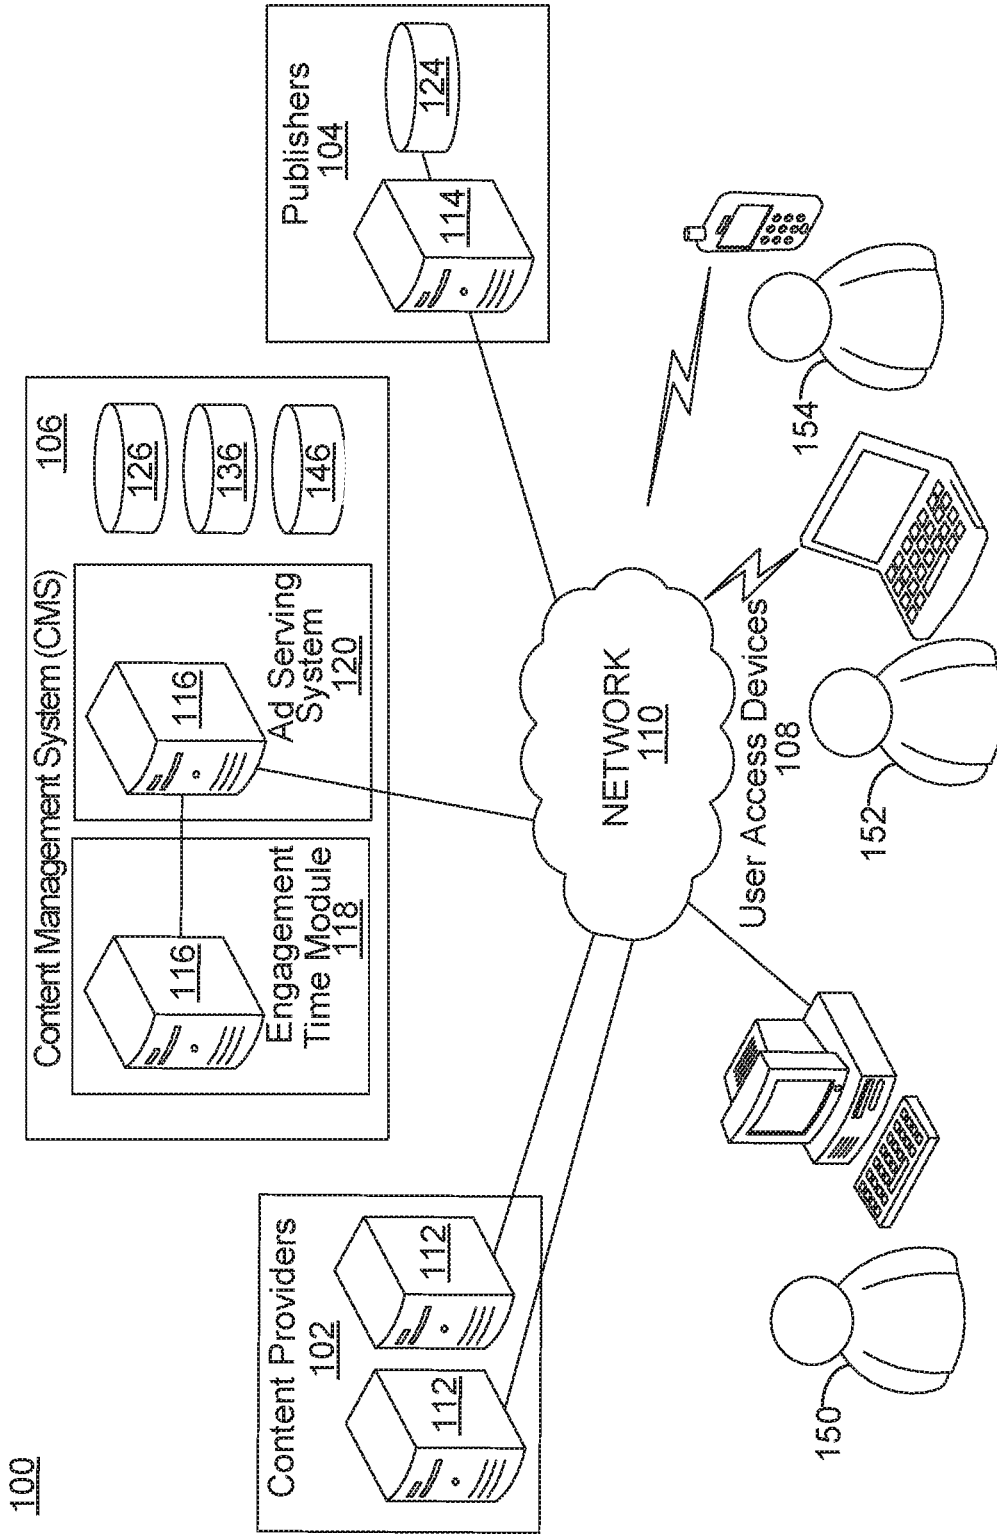 100
Content Management System (CMS)
106
116
Engagement
Time Module
118
116
Ad Serving
System
120
126
136
146
Content Providers
102
112
112
Publishers
104
114
124
NETWORK
110
User Access Devices
108
150
152
154